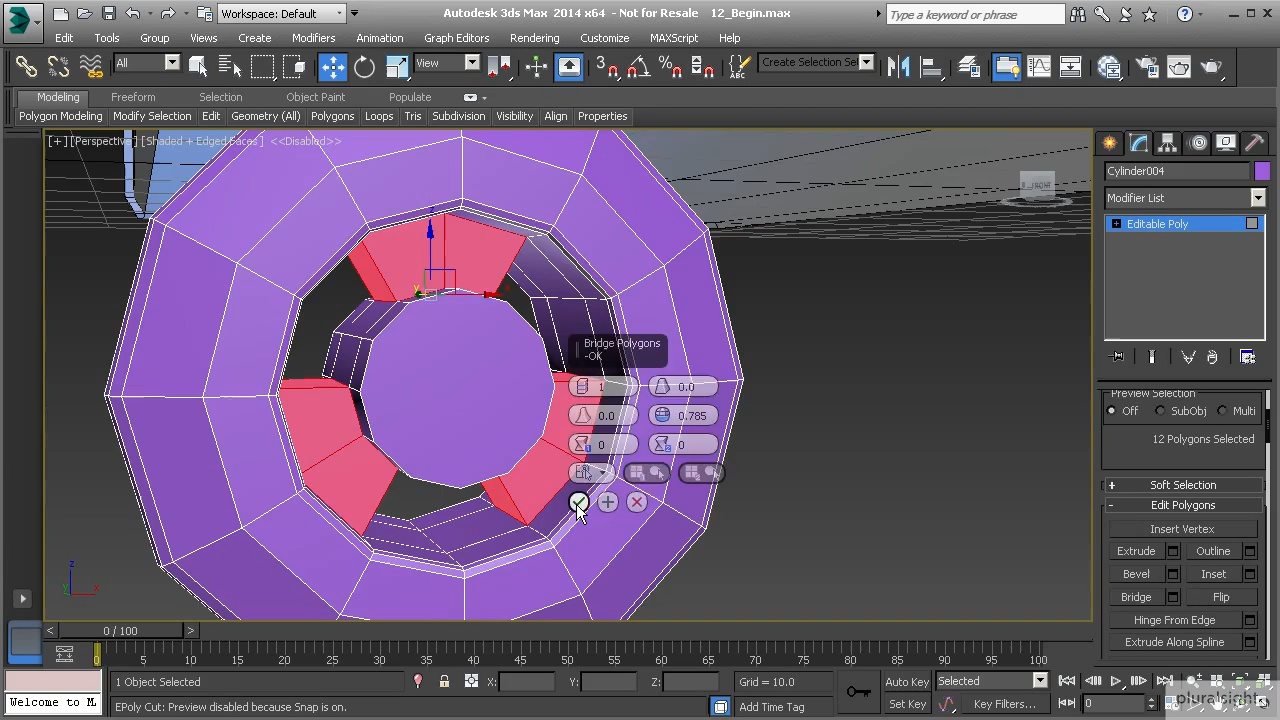 Workspace: Default
Autodesk 3ds Max 2014 x64 - Not for Resale 12_Begin.max
Type a keyword or phrase
Edit Tools Group Views Create Modifiers Animation Graph Editors Rendering Customize MAXScript Help
All
View
Create Selection Se
Modeling Freeform Selection Object Paint Populate
Polygon Modeling Modify Selection Edit Geometry (All) Polygons Loops Tris Subdivision Visibility Align Properties
[+] [Perspective] [Shaded + Edged Faces] <<Disabled>>
FRONT
Cylinder004
Modifier List
Editable Poly
Bridge Polygons
-OK
1 0.0
0.0 0.785
0 0
Preview Selection
Off SubObj Multi
12 Polygons Selected
+ Soft Selection
- Edit Polygons
Insert Vertex
Extrude Outline
Bevel Inset
Bridge Flip
Hinge From Edge
Extrude Along Spline
z
x
y
< 0 / 100 >
0 5 10 15 20 25 30 35 40 45 50 55 60 65 70 75 80 85 90 95 100
1 Object Selected X: Y: Z: Grid = 10.0 Auto Key Selected
Welcome to M
EPoly Cut: Preview disabled because Snap is on. Add Time Tag Set Key Key Filters... 0
pluralsight